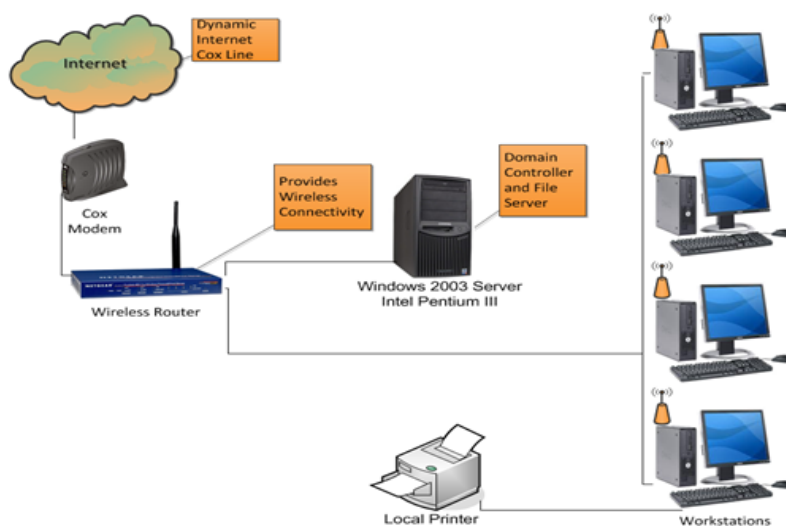 Dynamic
Internet
Cox Line
Internet
Cox
Modem
Provides
Wireless
Connectivity
Domain
Controller
and File
Server
NETGEAR
Wireless Router
Windows 2003 Server
Intel Pentium III
Local Printer
Workstations